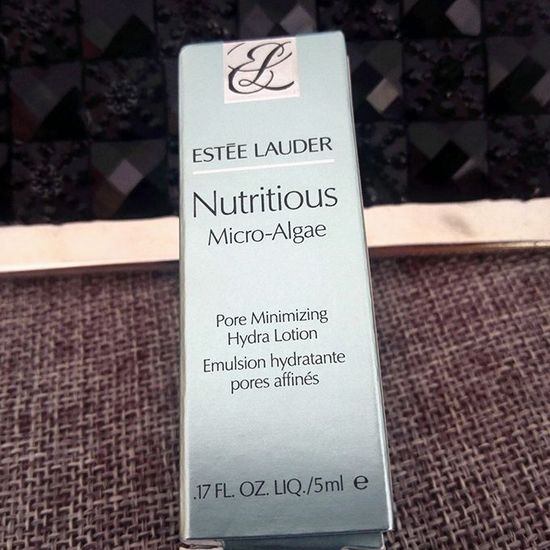 EL
ESTĒE LAUDER
Nutritious
Micro-Algae
Pore Minimizing
Hydra Lotion
Emulsion hydratante
pores affinés
.17 FL. OZ. LIQ./5ml ℮